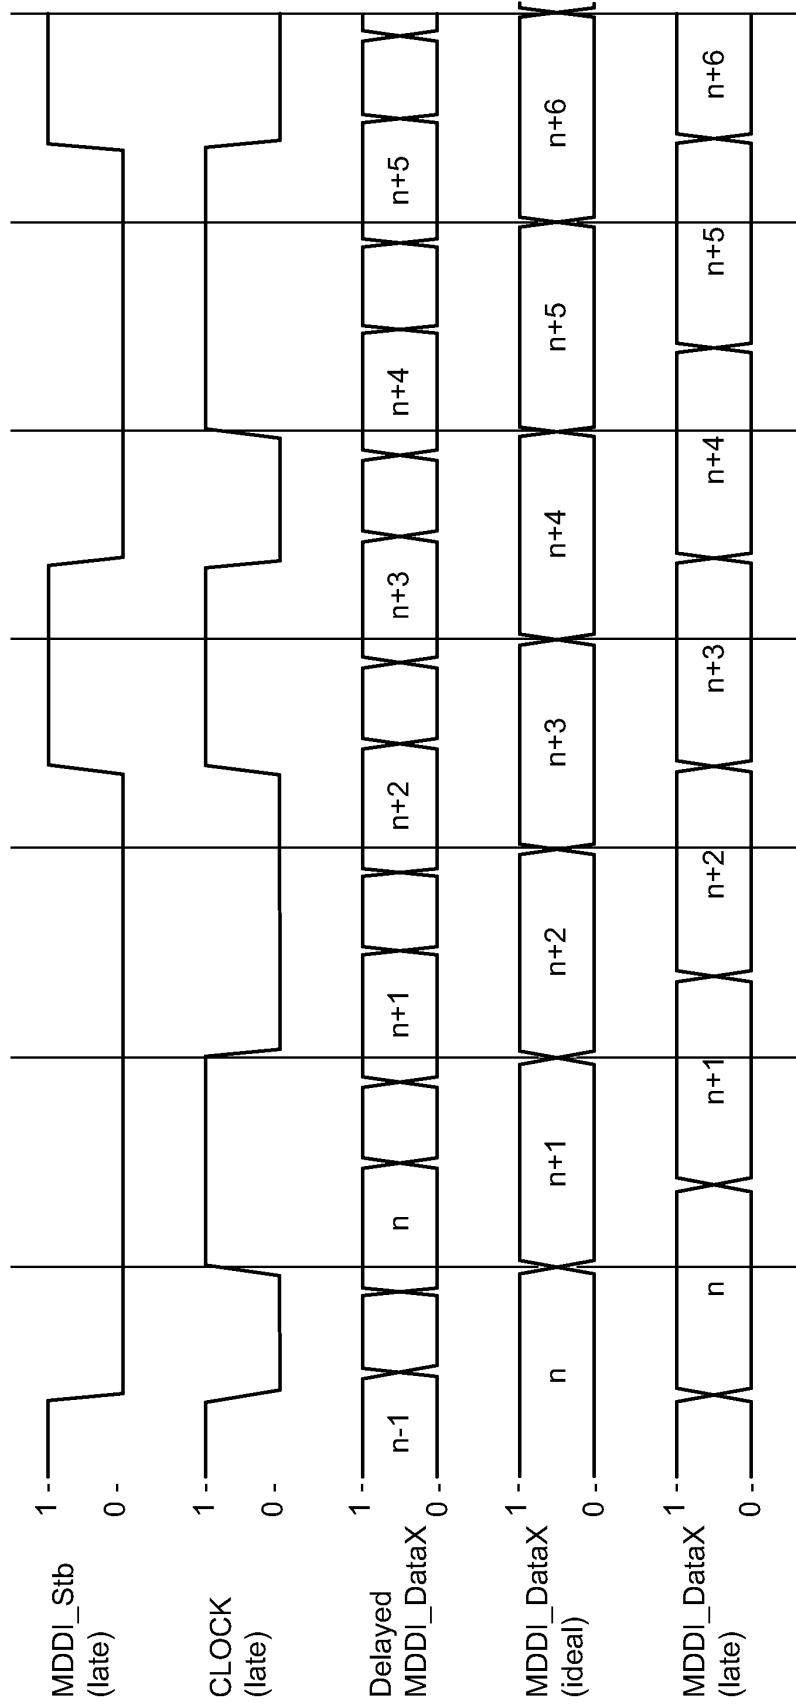 MDDI_Stb
(late)
1 -
0 -
CLOCK
(late)
1 -
0 -
Delayed
MDDI_DataX
1 -
0 -
n-1
n
n+1
n+2
n+3
n+4
n+5
MDDI_DataX
(ideal)
1 -
0 -
n
n+1
n+2
n+3
n+4
n+5
n+6
MDDI_DataX
(late)
1 -
0 -
n
n+1
n+2
n+3
n+4
n+5
n+6